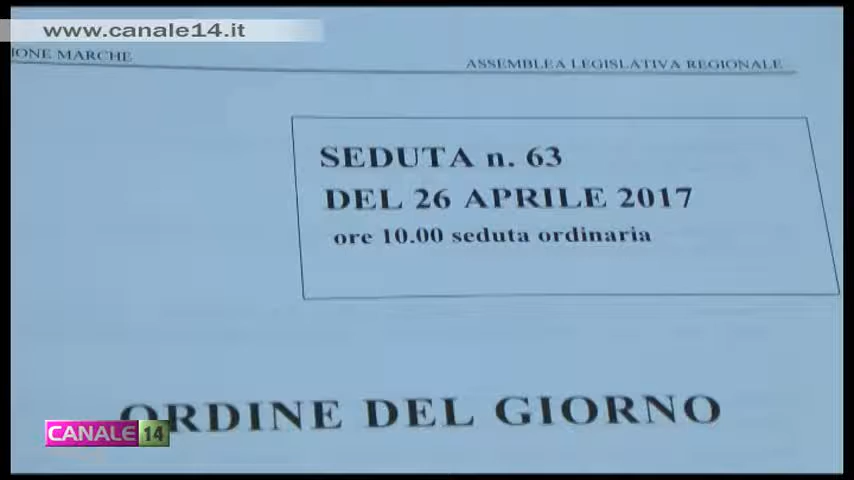 www.canale14.it
IONE MARCHE
ASSEMBLEA LEGISLATIVA REGIONALE
SEDUTA n. 63
DEL 26 APRILE 2017
ore 10.00 seduta ordinaria
ORDINE DEL GIORNO
CANALE 14